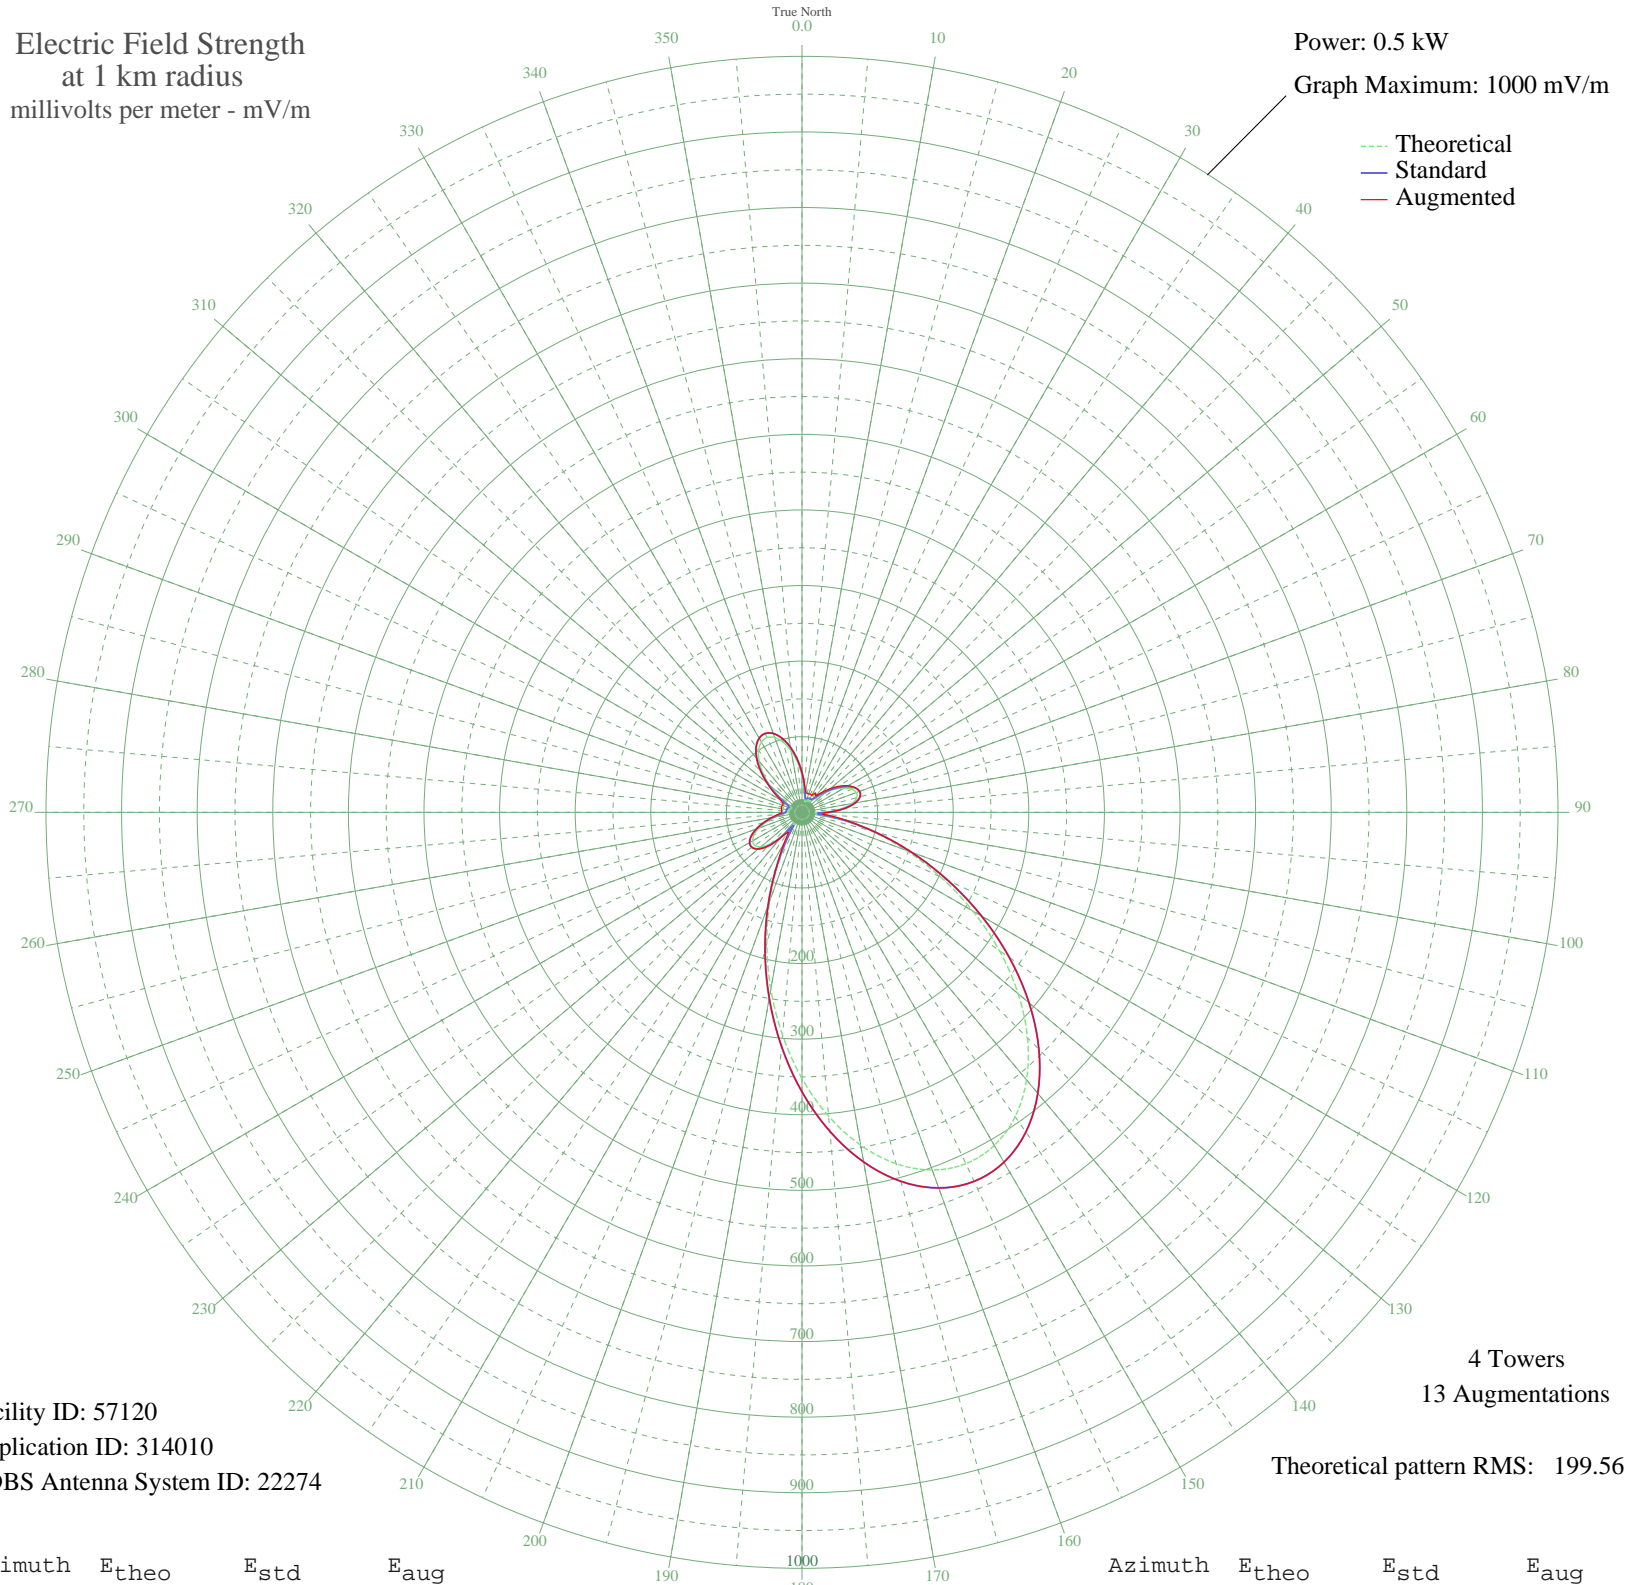 True North
0.0
Electric Field Strength
at 1 km radius
millivolts per meter - mV/m
Power: 0.5 kW
Graph Maximum: 1000 mV/m
Theoretical
Standard
Augmented
10
20
30
40
50
60
70
80
90
100
110
120
130
140
150
160
170
190
200
210
220
230
240
250
260
270
280
290
300
310
320
330
340
350
200
300
400
500
600
700
800
900
1000
4 Towers
13 Augmentations
Theoretical pattern RMS: 199.56
cility ID: 57120
plication ID: 314010
DBS Antenna System ID: 22274
imuth Etheo Estd Eaug
Azimuth Etheo Estd Eaug